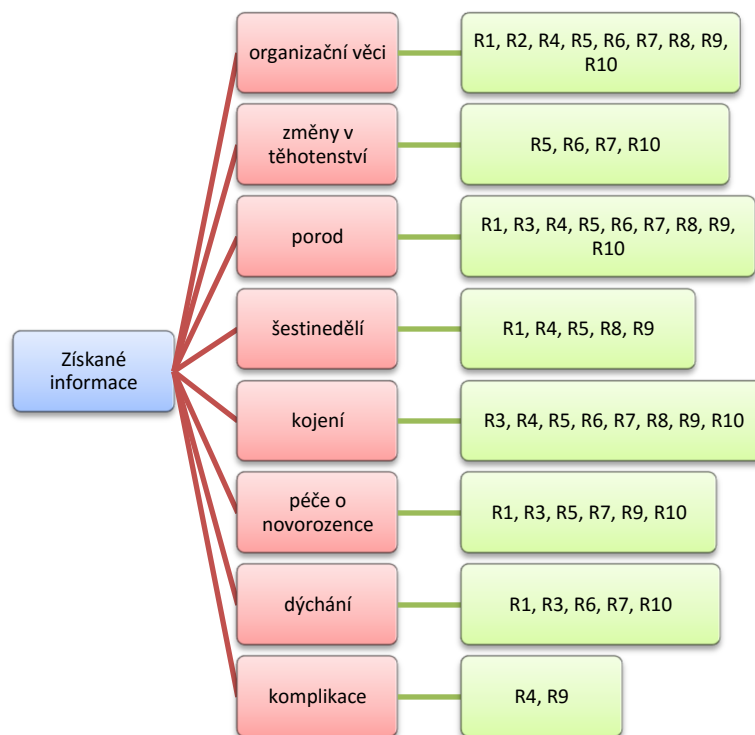 organizační věci
R1, R2, R4, R5, R6, R7, R8, R9,
R10
změny v
těhotenství
R5, R6, R7, R10
porod
R1, R3, R4, R5, R6, R7, R8, R9,
R10
šestinedělí
R1, R4, R5, R8, R9
Získané
informace
kojení
R3, R4, R5, R6, R7, R8, R9, R10
péče o
novorozence
R1, R3, R5, R7, R9, R10
dýchání
R1, R3, R6, R7, R10
komplikace
R4, R9